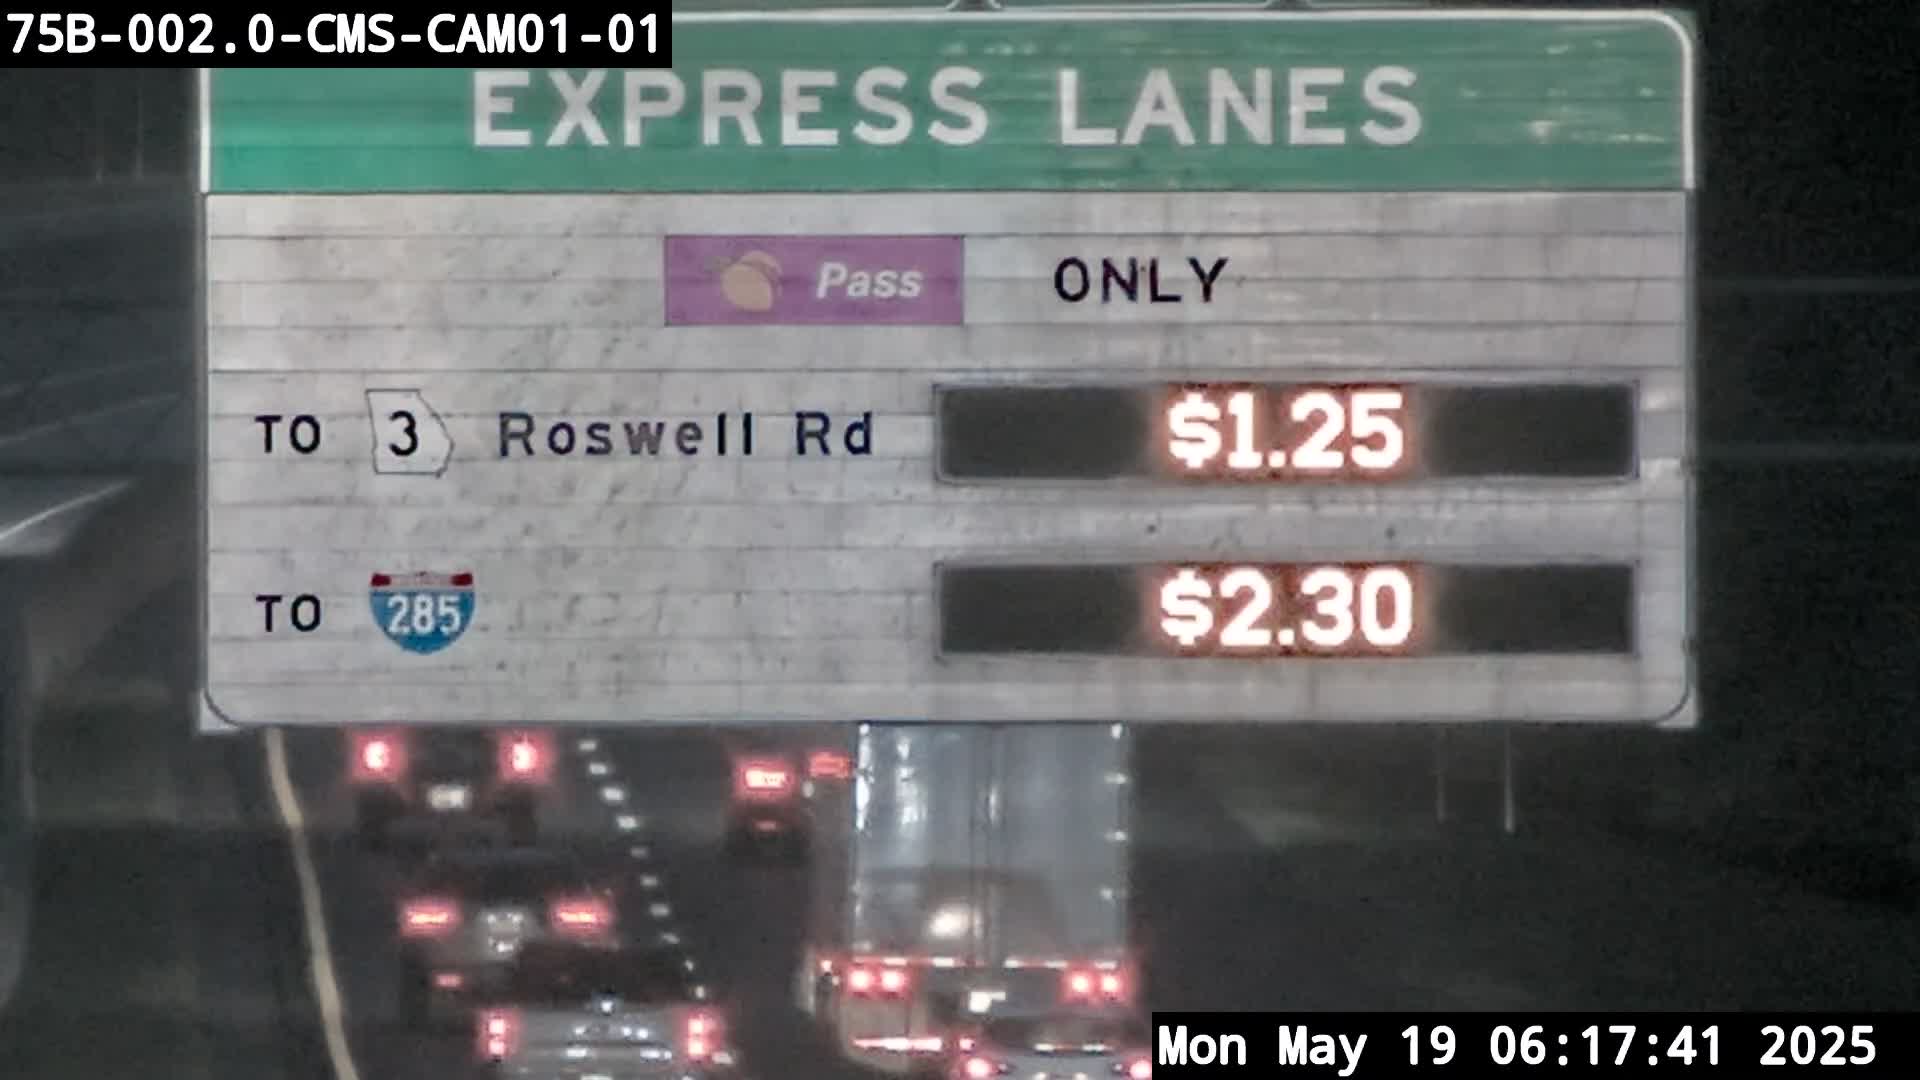 75B-002.0-CMS-CAM01-01
EXPRESS LANES
Pass ONLY
TO 3 Roswell Rd $1.25
TO 285 $2.30
Mon May 19 06:17:41 2025